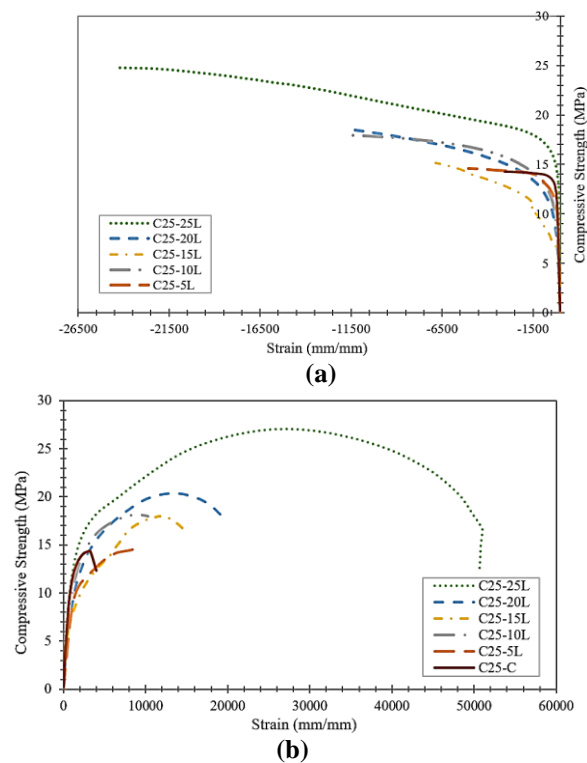 30
25
20
15
10
5
0
Compressive Strength (MPa)
C25-25L
C25-20L
C25-15L
C25-10L
C25-5L
-26500 -21500 -16500 -11500 -6500 -1500
Strain (mm/mm)
(a)
30
25
20
15
10
5
0
Compressive Strength (MPa)
C25-25L
C25-20L
C25-15L
C25-10L
C25-5L
C25-C
0 10000 20000 30000 40000 50000 60000
Strain (mm/mm)
(b)